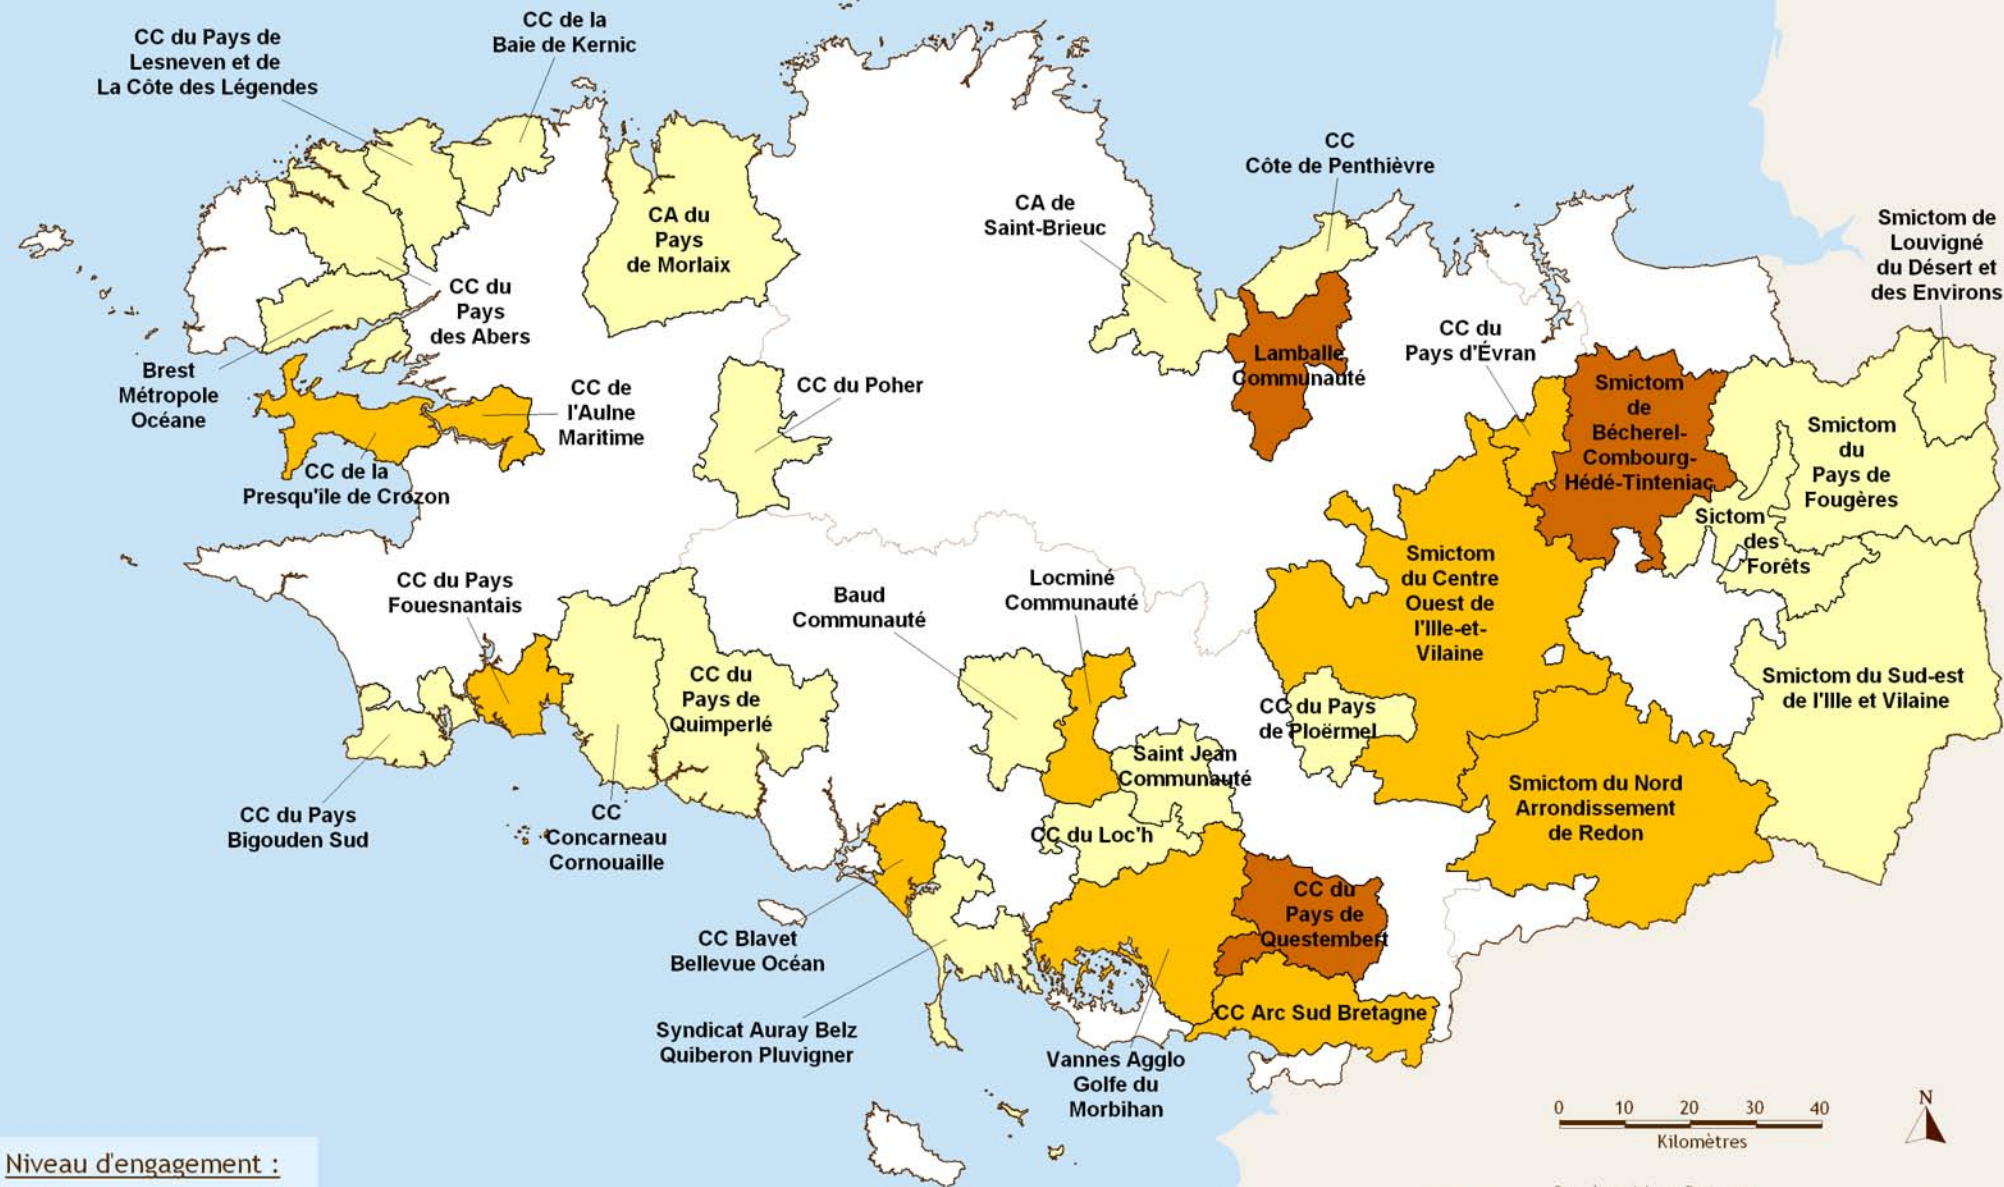 CC du Pays de
Lesneven et de
La Côte des Légendes
CC de la
Baie de Kernic
CA du
Pays
de Morlaix
CA de
Saint-Brieuc
CC
Côte de Penthièvre
Smictom de
Louvigné
du Désert et
des Environs
CC du
Pays
des Abers
Brest
Métropole
Océane
CC de
l'Aulne
Maritime
CC de la
Presqu'ile de Crozon
CC du Poher
Lamballe
Communauté
CC du
Pays d'Évran
Smictom
de
Bécherel-
Combourg-
Hédé-Tinteniac
Smictom
du
Pays de
Fougères
Sictom
des
Forêts
Smictom
du Centre
Ouest de
l'Ille-et-
Vilaine
CC du Pays
Fouesnantais
Baud
Communauté
Locminé
Communauté
CC du
Pays de
Quimperlé
CC du Pays
de Ploërmel
Smictom du Sud-est
de l'Ille et Vilaine
Saint Jean
Communauté
Smictom du Nord
Arrondissement
de Redon
CC du Pays
Bigouden Sud
CC
Concarneau
Cornouaille
CC du Loc'h
CC du
Pays de
Questembert
CC Blavet
Bellevue Océan
CC Arc Sud Bretagne
Syndicat Auray Belz
Quiberon Pluvigner
Vannes Agglo
Golfe du
Morbihan
0 10 20 30 40
Kilomètres
N
Niveau d'engagement :